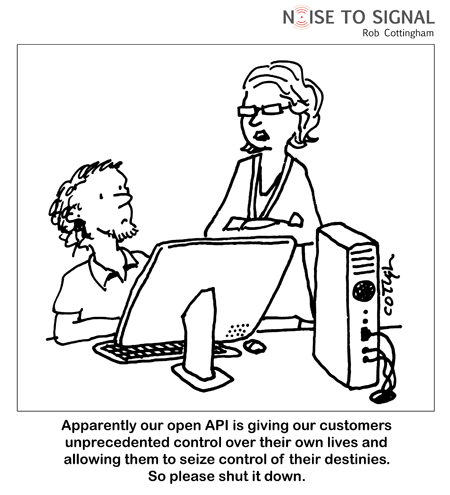 NOISE TO SIGNAL
Rob Cottingham
cottingh
Apparently our open API is giving our customers
unprecedented control over their own lives and
allowing them to seize control of their destinies.
So please shut it down.